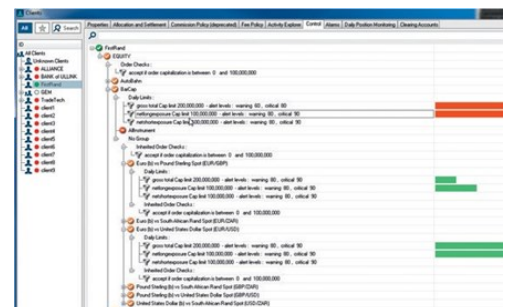 Clients
Properties Allocation and Settlement Commission Policy (deprecated) Fee Policy Activity Explorer Control Alarms Daily Position Monitoring Clearing Accounts
All Search
ID
All Clients
Unknown Clients
ALLIANCE
BANK of ULLINK
FirstRand
GEM
TradeTech
client1
client2
client3
client4
client5
client6
client7
client8
client9
FirstRand
EQUITY
Order Checks :
accept if order capitalization is between 0 and 100,000,000
AutoBahn
BarCap
Daily Limits :
gross total Cap limit 200,000,000 - alert levels : warning 80 , critical 90
netlongexposure Cap limit 100,000,000 - alert levels : warning 80 , critical 90
netshortexposure Cap limit 100,000,000 - alert levels : warning 80 , critical 90
AllInstrument
No Group
Inherited Order Checks :
accept if order capitalization is between 0 and 100,000,000
Euro (b) vs Pound Sterling Spot (EUR/GBP)
Daily Limits :
gross total Cap limit 200,000,000 - alert levels : warning 80 , critical 90
netlongexposure Cap limit 100,000,000 - alert levels : warning 80 , critical 90
netshortexposure Cap limit 100,000,000 - alert levels : warning 80 , critical 90
Inherited Order Checks :
accept if order capitalization is between 0 and 100,000,000
Euro (b) vs South African Rand Spot (EUR/ZAR)
Euro (b) vs United States Dollar Spot (EUR/USD)
Daily Limits :
gross total Cap limit 200,000,000 - alert levels : warning 80 , critical 90
netlongexposure Cap limit 100,000,000 - alert levels : warning 80 , critical 90
netshortexposure Cap limit 100,000,000 - alert levels : warning 80 , critical 90
Inherited Order Checks :
accept if order capitalization is between 0 and 100,000,000
Pound Sterling (b) vs South African Rand Spot (GBP/ZAR)
Pound Sterling (b) vs United States Dollar Spot (GBP/USD)
United States Dollar (b) vs South African Rand Spot (USD/ZAR)